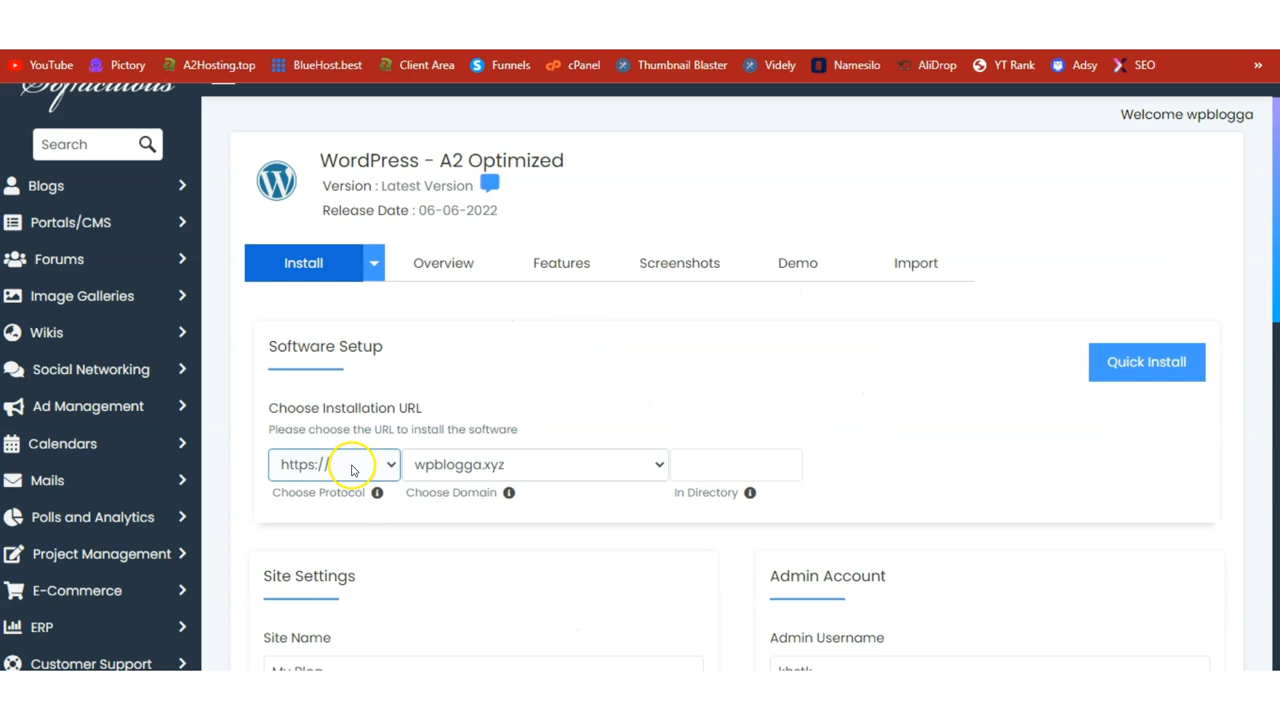 YouTube Pictory A2Hosting.top BlueHost.best Client Area Funnels cPanel Thumbnail Blaster Videly Namesilo AliDrop YT Rank Adsy SEO »
Softaculous
Welcome wpblogga
Search
Blogs
Portals/CMS
Forums
Image Galleries
Wikis
Social Networking
Ad Management
Calendars
Mails
Polls and Analytics
Project Management
E-Commerce
ERP
Customer Support
WordPress - A2 Optimized
Version : Latest Version
Release Date : 06-06-2022
Install Overview Features Screenshots Demo Import
Software Setup
Quick Install
Choose Installation URL
Please choose the URL to install the software
https:// wpblogga.xyz
Choose Protocol Choose Domain In Directory
Site Settings
Site Name
My Blog
Admin Account
Admin Username